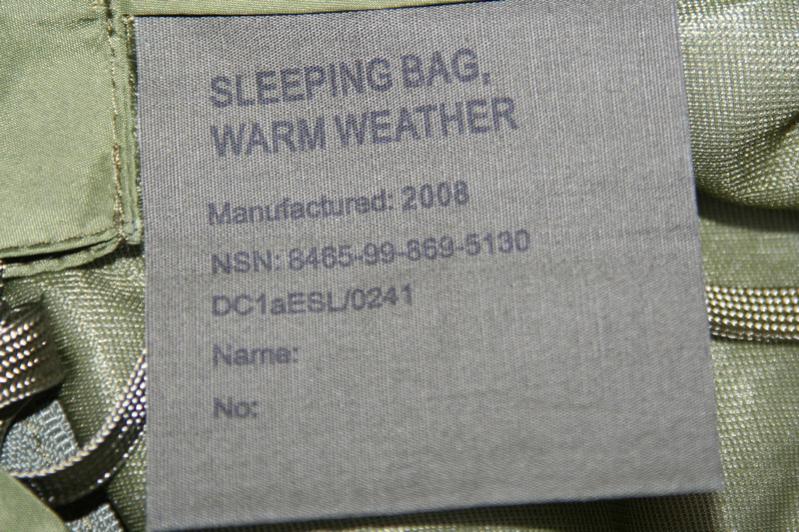 SLEEPING BAG,
WARM WEATHER
Manufactured: 2008
NSN: 8465-99-869-5130
DC1aESL/0241
Name:
No: